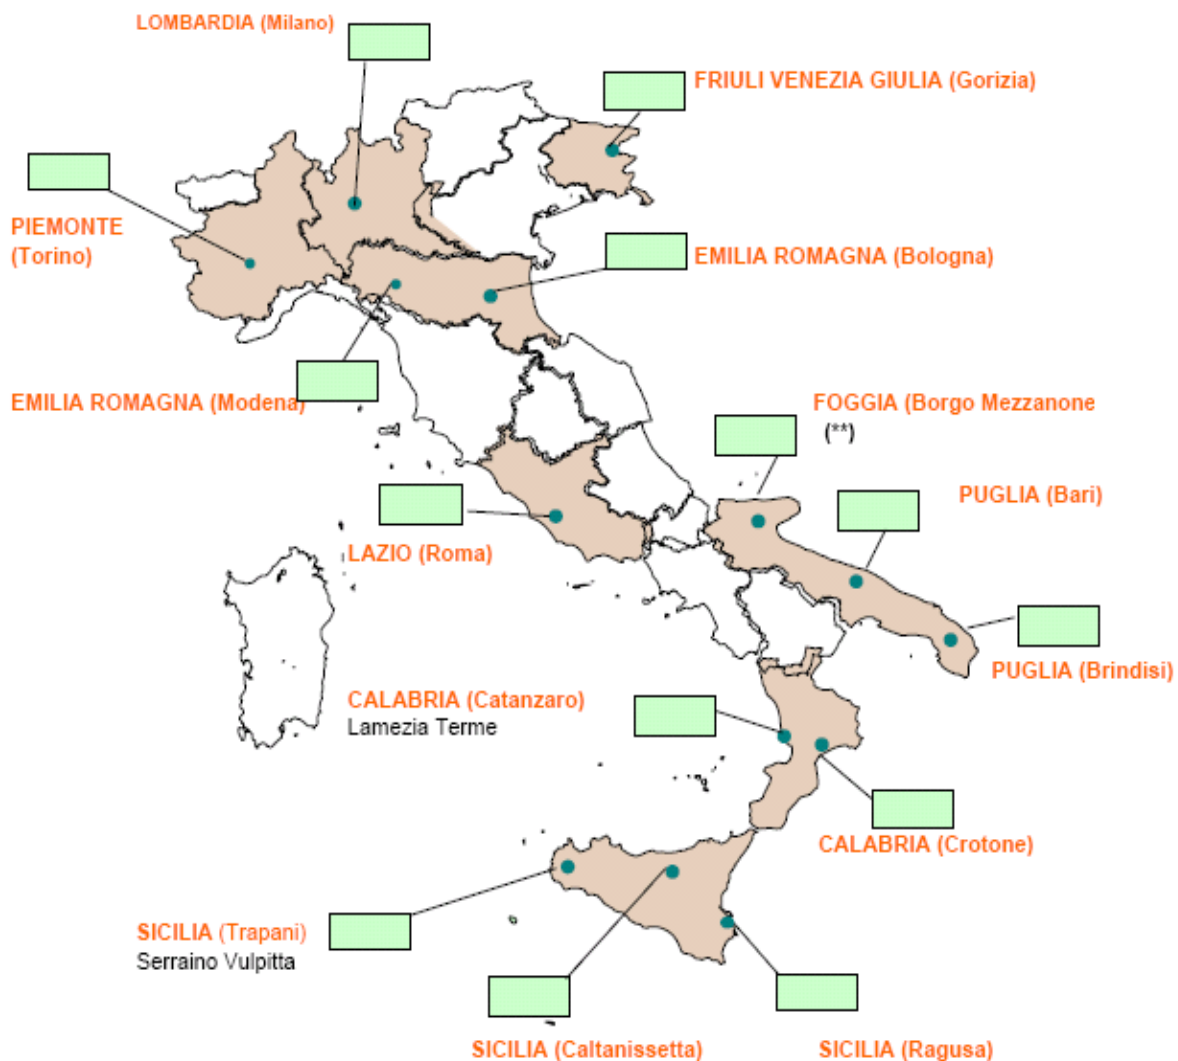 LOMBARDIA (Milano)
FRIULI VENEZIA GIULIA (Gorizia)
PIEMONTE
(Torino)
EMILIA ROMAGNA (Bologna)
EMILIA ROMAGNA (Modena)
FOGGIA (Borgo Mezzanone
(**)
PUGLIA (Bari)
LAZIO (Roma)
PUGLIA (Brindisi)
CALABRIA (Catanzaro)
Lamezia Terme
CALABRIA (Crotone)
SICILIA (Trapani)
Serraino Vulpitta
SICILIA (Caltanissetta)
SICILIA (Ragusa)